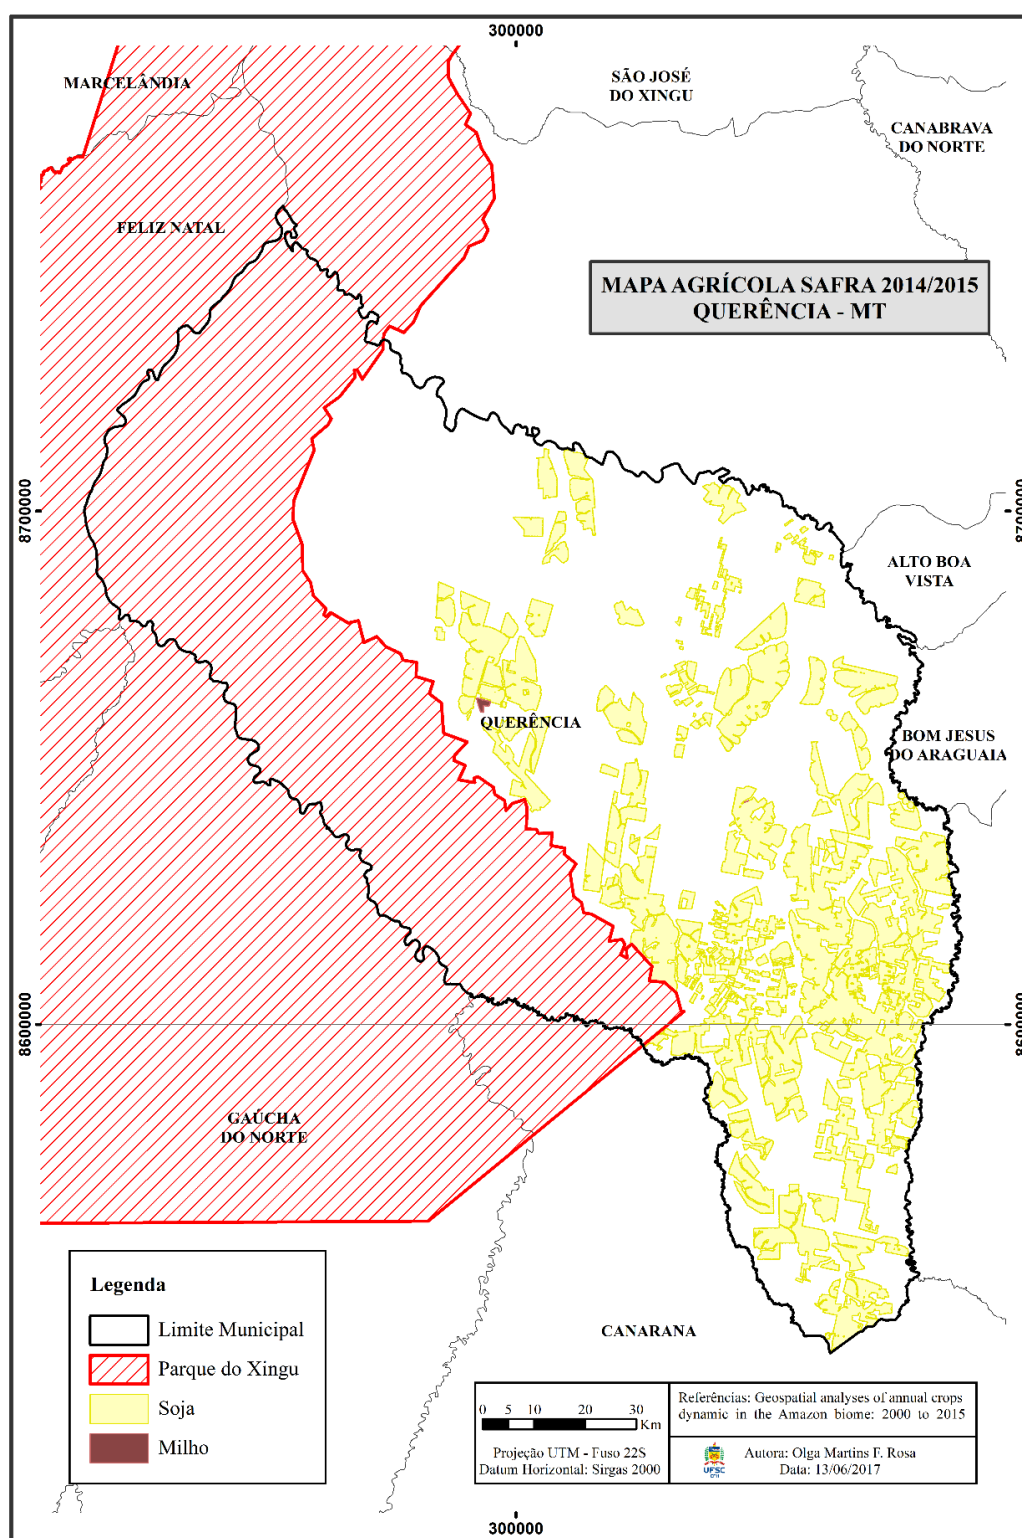 300000
MARCELÂNDIA
SÃO JOSÉ
DO XINGU
CANABRAVA
DO NORTE
FELIZ NATAL
MAPA AGRÍCOLA SAFRA 2014/2015
QUERÊNCIA - MT
8700000
8700000
ALTO BOA
VISTA
QUERÊNCIA
BOM JESUS
DO ARAGUAIA
8600000
8600000
GAÚCHA
DO NORTE
CANARANA
Legenda
Limite Municipal
Parque do Xingu
Soja
Milho
0 5 10 20 30
Km
Projeção UTM - Fuso 22S
Datum Horizontal: Sirgas 2000
Referências: Geospatial analyses of annual crops
dynamic in the Amazon biome: 2000 to 2015
UFSC
Autora: Olga Martins F. Rosa
Data: 13/06/2017
300000